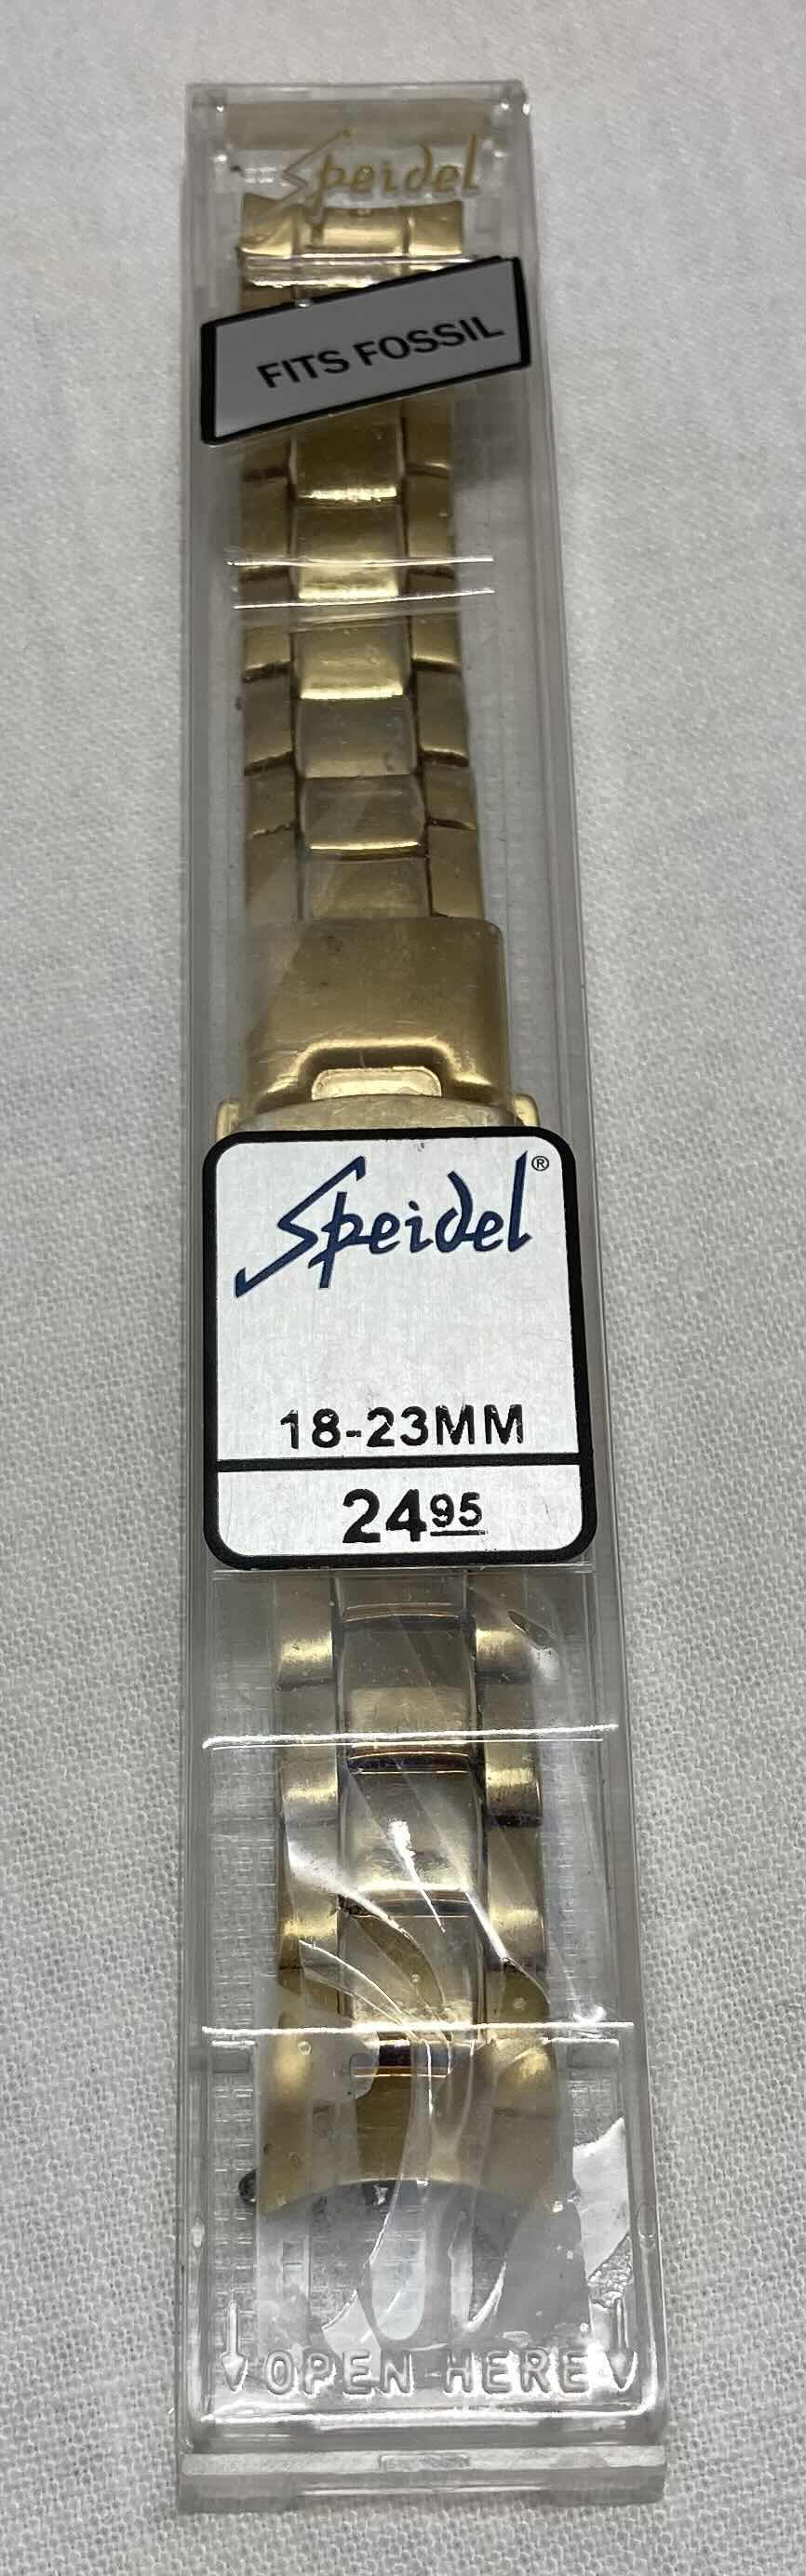 Speidel
FITS FOSSIL
Speidel®
18-23MM
2495
OPEN HERE